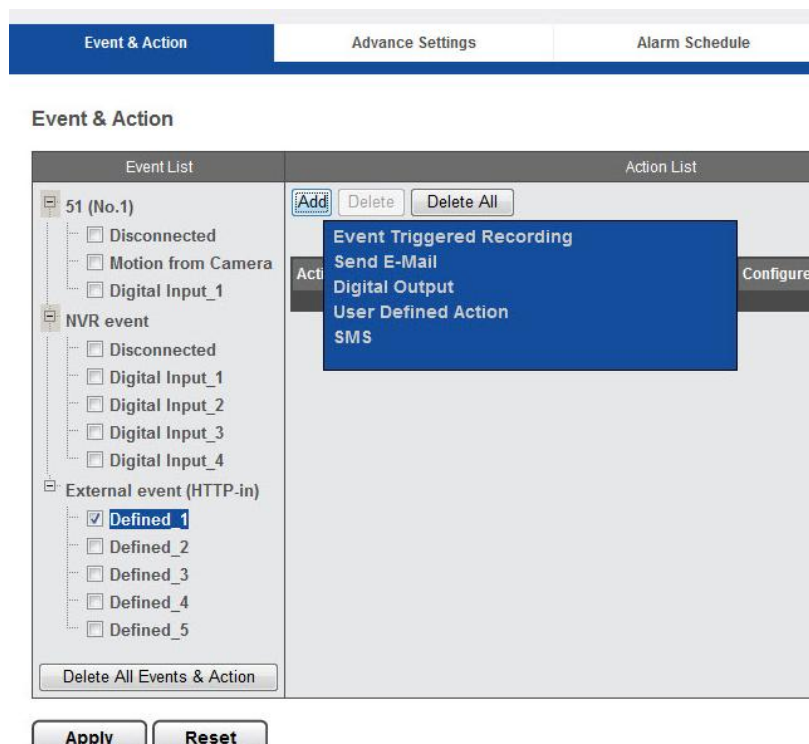 Event & Action
Advance Settings
Alarm Schedule
Event & Action
Event List
Action List
51 (No.1)
Disconnected
Motion from Camera
Digital Input_1
NVR event
Disconnected
Digital Input_1
Digital Input_2
Digital Input_3
Digital Input_4
External event (HTTP-in)
Defined_1
Defined_2
Defined_3
Defined_4
Defined_5
Delete All Events & Action
Add
Delete
Delete All
Event Triggered Recording
Send E-Mail
Digital Output
User Defined Action
SMS
Acti
Configure
Apply
Reset